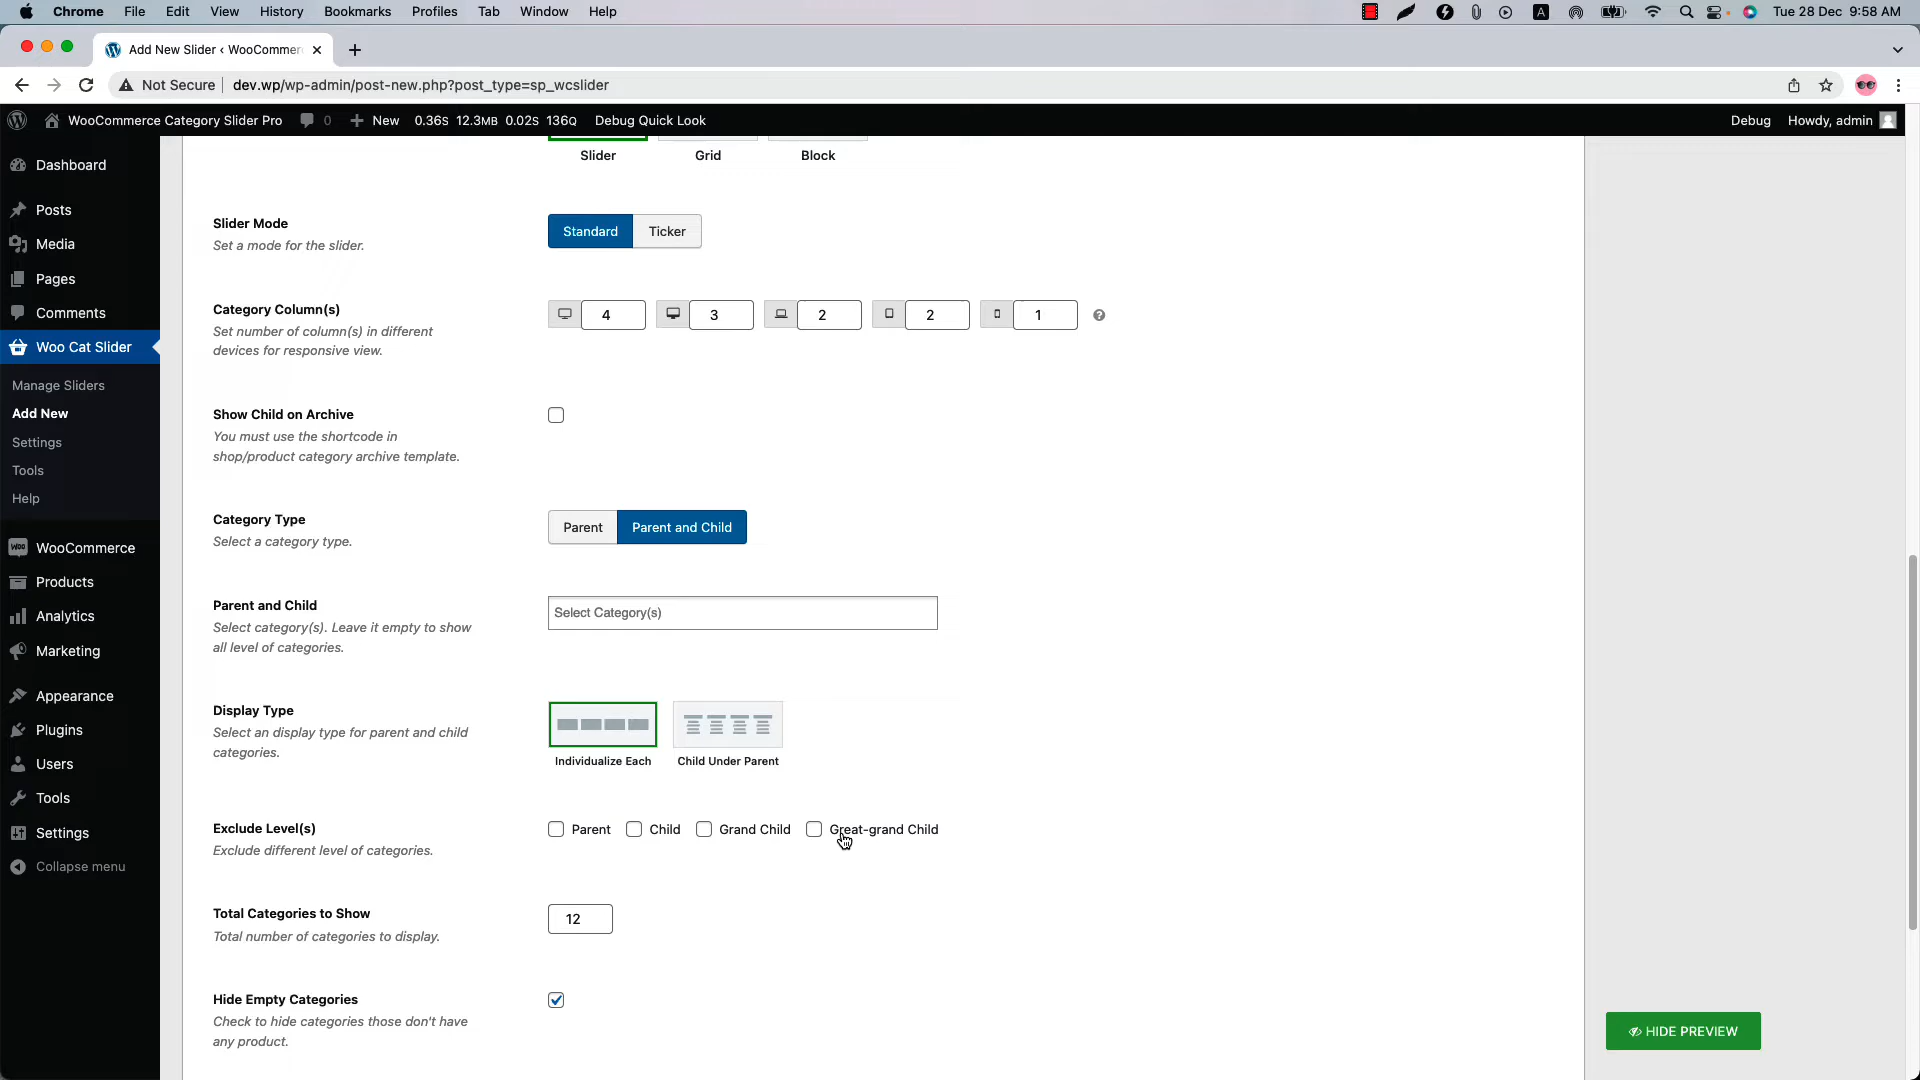 Chrome File Edit View History Bookmarks Profiles Tab Window Help
A Tue 28 Dec 9:58 AM
Add New Slider ‹ WooCommer
Not Secure dev.wp/wp-admin/post-new.php?post_type=sp_wcslider
WooCommerce Category Slider Pro 0 New 0.36S 12.3MB 0.02S 136Q Debug Quick Look Debug Howdy, admin
Dashboard
Posts
Media
Pages
Comments
Woo Cat Slider
Manage Sliders
Add New
Settings
Tools
Help
Woo WooCommerce
Products
Analytics
Marketing
Appearance
Plugins
Users
Tools
Settings
Collapse menu
Slider Grid Block
Slider Mode
Set a mode for the slider.
Standard Ticker
Category Column(s)
Set number of column(s) in different
devices for responsive view.
4 3 2 2 1 ?
Show Child on Archive
You must use the shortcode in
shop/product category archive template.
Category Type
Select a category type.
Parent Parent and Child
Parent and Child
Select category(s). Leave it empty to show
all level of categories.
Select Category(s)
Display Type
Select an display type for parent and child
categories.
Individualize Each Child Under Parent
Exclude Level(s)
Exclude different level of categories.
Parent Child Grand Child Great-grand Child
Total Categories to Show
Total number of categories to display.
12
Hide Empty Categories
Check to hide categories those don't have
any product.
HIDE PREVIEW